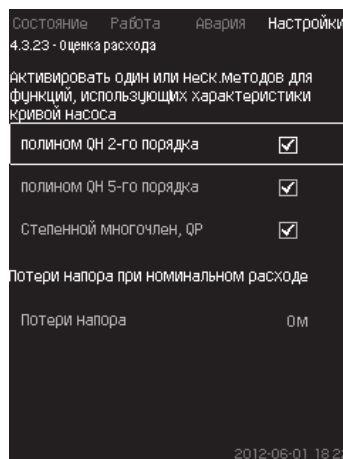 Состояние Работа Авария Настройки
4.3.23 - Оценка расхода
Активировать один или неск.методов для
функций, использующих характеристики
кривой насоса
полином QH 2-го порядка
полином QH 5-го порядка
Степенной многочлен, QP
Потери напора при номинальном расходе
Потери напора 0м
2012-06-01 18:22